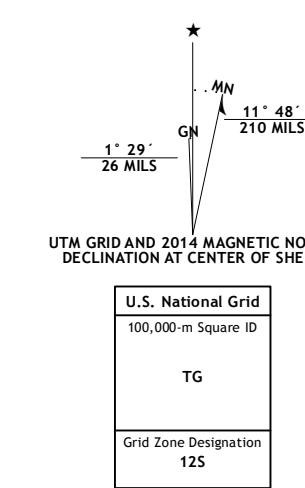 ★
MN
GN
11° 48´
210 MILS
1° 29´
26 MILS
UTM GRID AND 2014 MAGNETIC NO
DECLINATION AT CENTER OF SHE
U.S. National Grid
100,000-m Square ID
TG
Grid Zone Designation
12S